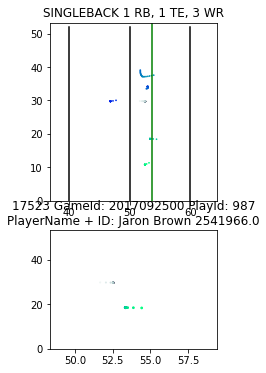 SINGLEBACK 1 RB, 1 TE, 3 WR
50
40
30
20
10
0
40 50 60
17523 GameId: 2017092500 PlayId: 987
PlayerName + ID: Jaron Brown 2541966.0
40
20
0
50.0 52.5 55.0 57.5